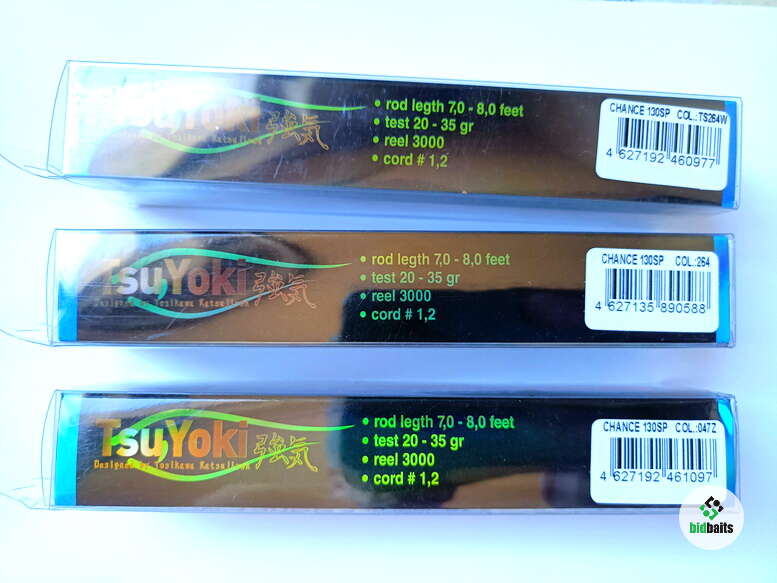 TsuYoki
強気
• rod legth 7,0 - 8,0 feet
• test 20 - 35 gr
• reel 3000
• cord # 1,2
CHANCE 130SP COL.:TS264W
4 627192 460977
TsuYoki
強気
• rod legth 7,0 - 8,0 feet
• test 20 - 35 gr
• reel 3000
• cord # 1,2
CHANCE 130SP COL.:264
4 627135 890588
TsuYoki
Designed by
強気
• rod legth 7,0 - 8,0 feet
• test 20 - 35 gr
• reel 3000
• cord # 1,2
CHANCE 130SP COL.:047Z
4 627192 461097
bidbaits